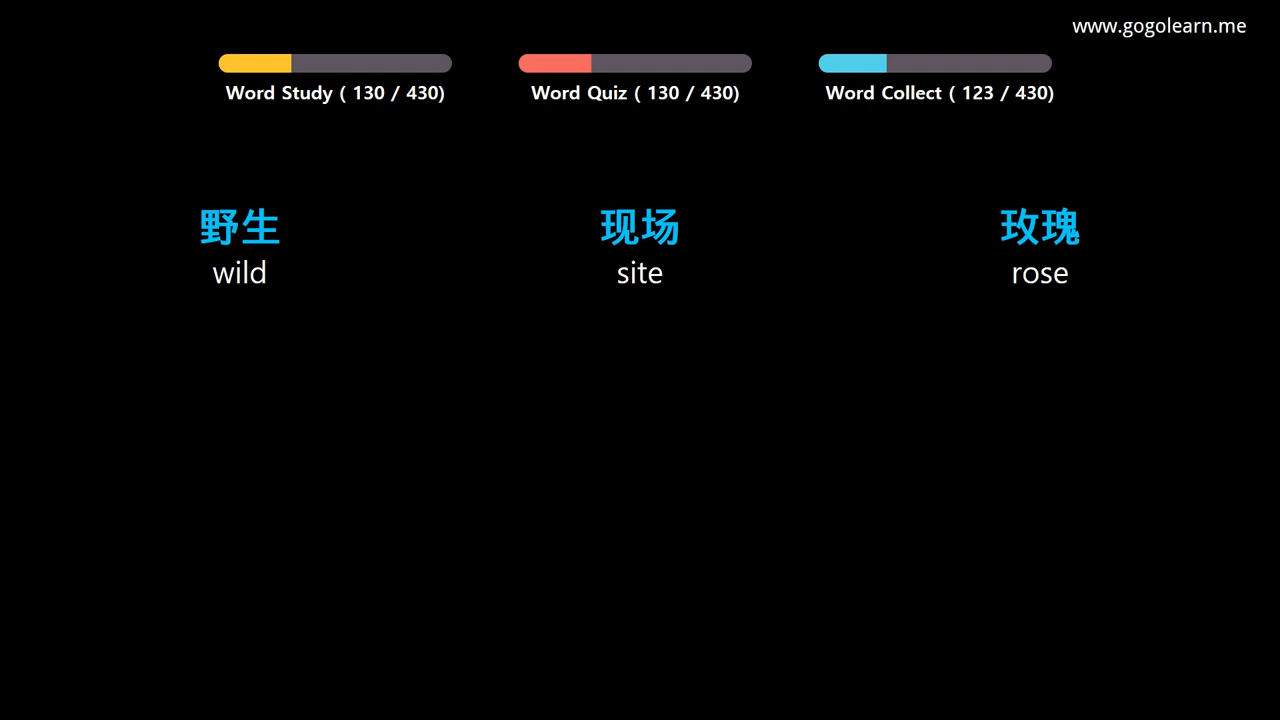 www.gogolearn.me
Word Study ( 130 / 430)
Word Quiz ( 130 / 430)
Word Collect ( 123 / 430)
野生
wild
现场
site
玫瑰
rose